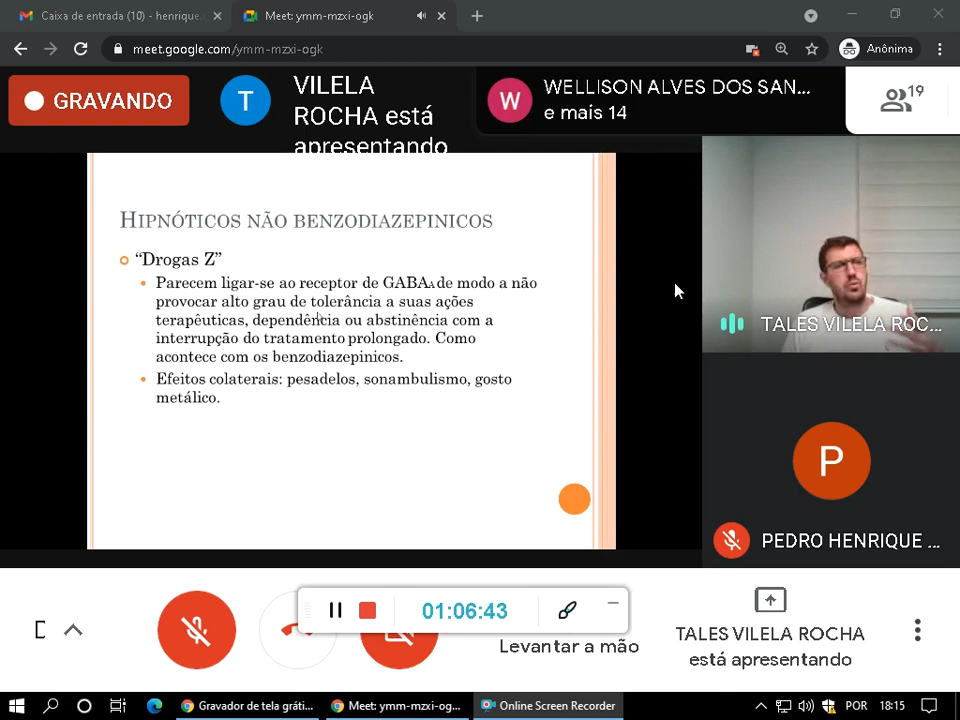 Caixa de entrada (10) - henrique.
Meet: ymm-mzxi-ogk
meet.google.com/ymm-mzxi-ogk
Anônima
GRAVANDO
T
VILELA
ROCHA está
apresentando
W
WELLISON ALVES DOS SAN...
e mais 14
19
HIPNÓTICOS NÃO BENZODIAZEPINICOS
“Drogas Z”
Parecem ligar-se ao receptor de GABAA de modo a não
provocar alto grau de tolerância a suas ações
terapêuticas, dependência ou abstinência com a
interrupção do tratamento prolongado. Como
acontece com os benzodiazepinicos.
Efeitos colaterais: pesadelos, sonambulismo, gosto
metálico.
TALES VILELA ROC...
P
PEDRO HENRIQUE ...
01:06:43
Levantar a mão
TALES VILELA ROCHA
está apresentando
Gravador de tela gráti...
Meet: ymm-mzxi-og...
Online Screen Recorder
POR
18:15